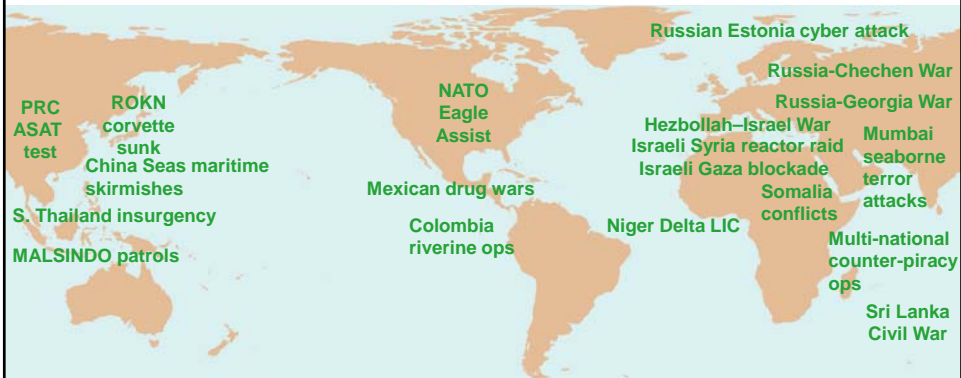 Russian Estonia cyber attack
Russia-Chechen War
PRC
ASAT
test
ROKN
corvette
sunk
NATO
Eagle
Assist
Russia-Georgia War
Hezbollah–Israel War
Israeli Syria reactor raid
Israeli Gaza blockade
Mumbai
seaborne
terror
attacks
China Seas maritime
skirmishes
Mexican drug wars
Somalia
conflicts
S. Thailand insurgency
Colombia
riverine ops
Niger Delta LIC
MALSINDO patrols
Multi-national
counter-piracy
ops
Sri Lanka
Civil War